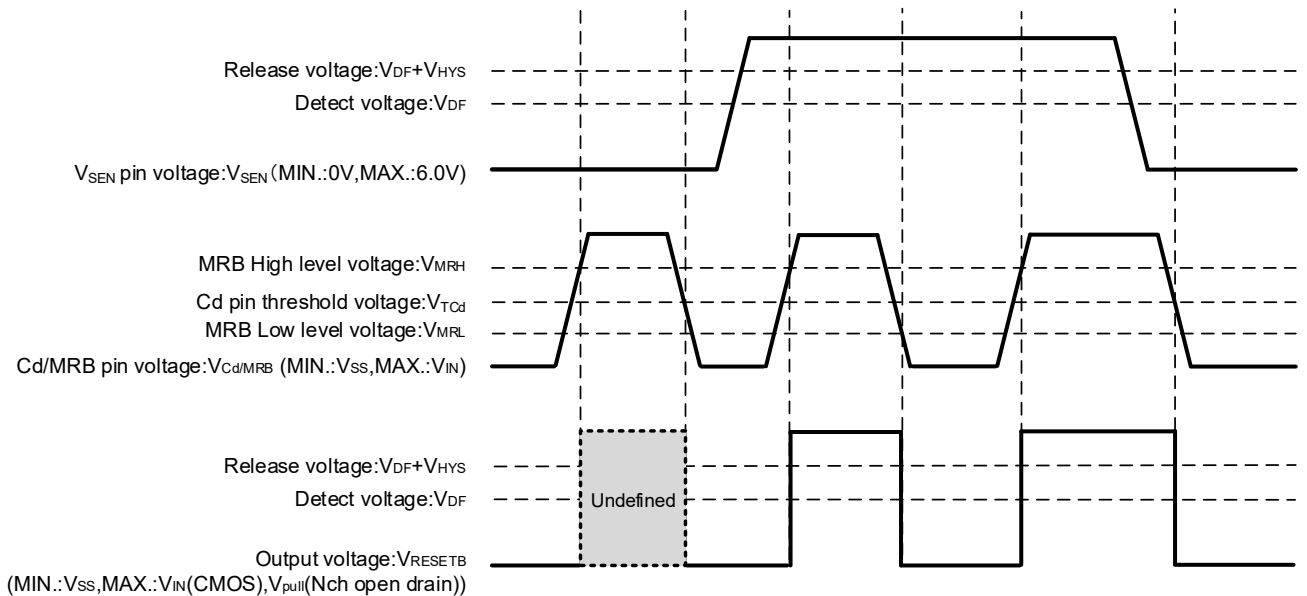 Release voltage:VDF+VHYS
Detect voltage:VDF
VSEN pin voltage:VSEN(MIN.:0V,MAX.:6.0V)
MRB High level voltage:VMRH
Cd pin threshold voltage:VTCd
MRB Low level voltage:VMRL
Cd/MRB pin voltage:VCd/MRB (MIN.:VSS,MAX.:VIN)
Release voltage:VDF+VHYS
Detect voltage:VDF
Undefined
Output voltage:VRESETB
(MIN.:VSS,MAX.:VIN(CMOS),Vpull(Nch open drain))